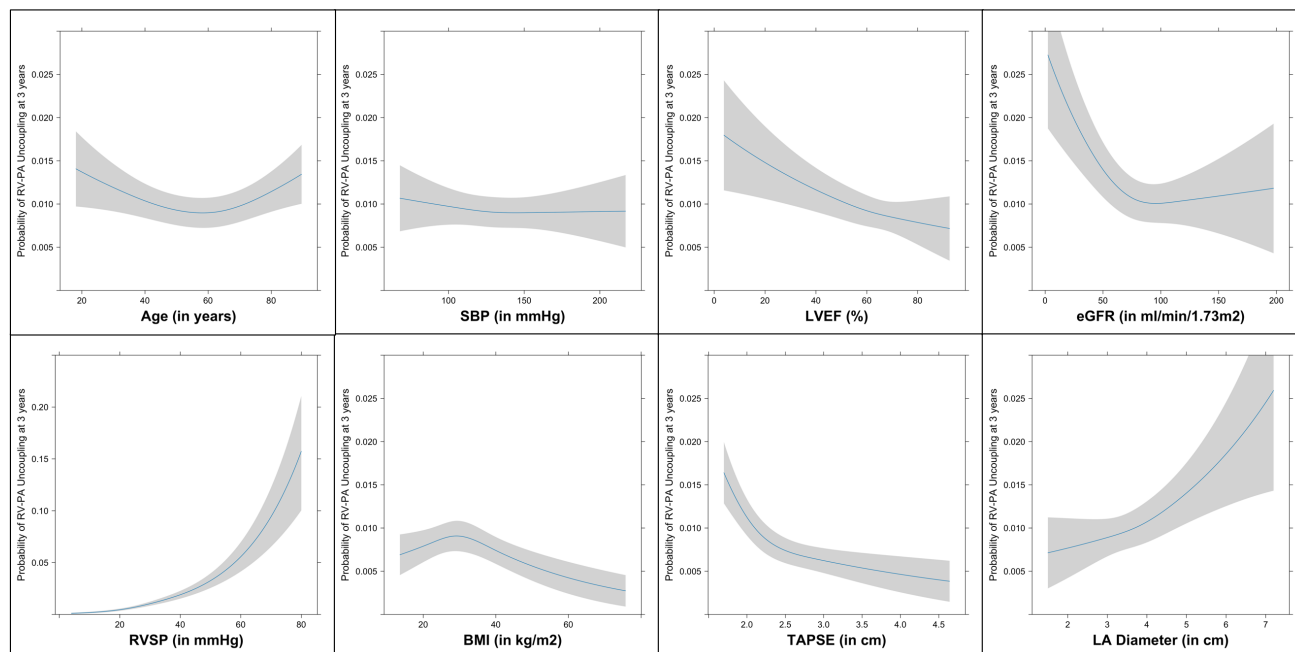 Probability of RV-PA Uncoupling at 3 years
0.025
0.020
0.015
0.010
0.005
20 40 60 80
Age (in years)
Probability of RV-PA Uncoupling at 3 years
0.025
0.020
0.015
0.010
0.005
100 150 200
SBP (in mmHg)
Probability of RV-PA Uncoupling at 3 years
0.025
0.020
0.015
0.010
0.005
0 20 40 60 80
LVEF (%)
Probability of RV-PA Uncoupling at 3 years
0.025
0.020
0.015
0.010
0.005
0 50 100 150 200
eGFR (in ml/min/1.73m2)
Probability of RV-PA Uncoupling at 3 years
0.20
0.15
0.10
0.05
20 40 60 80
RVSP (in mmHg)
Probability of RV-PA Uncoupling at 3 years
0.025
0.020
0.015
0.010
0.005
20 40 60
BMI (in kg/m2)
Probability of RV-PA Uncoupling at 3 years
0.025
0.020
0.015
0.010
0.005
2.0 2.5 3.0 3.5 4.0 4.5
TAPSE (in cm)
Probability of RV-PA Uncoupling at 3 years
0.025
0.020
0.015
0.010
0.005
2 3 4 5 6 7
LA Diameter (in cm)